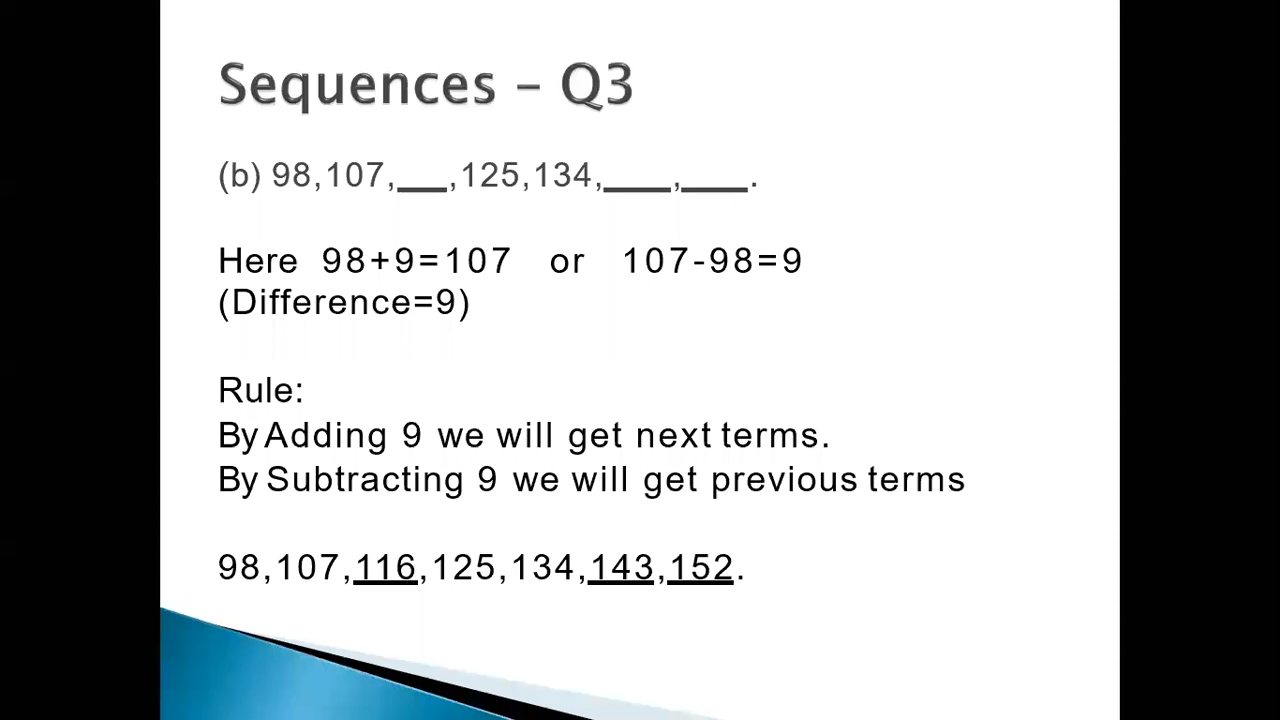 Sequences – Q3
(b) 98,107,___,125,134,____,____.
Here 98+9=107 or 107-98=9
(Difference=9)
Rule:
By Adding 9 we will get next terms.
By Subtracting 9 we will get previous terms
98,107,116,125,134,143,152.